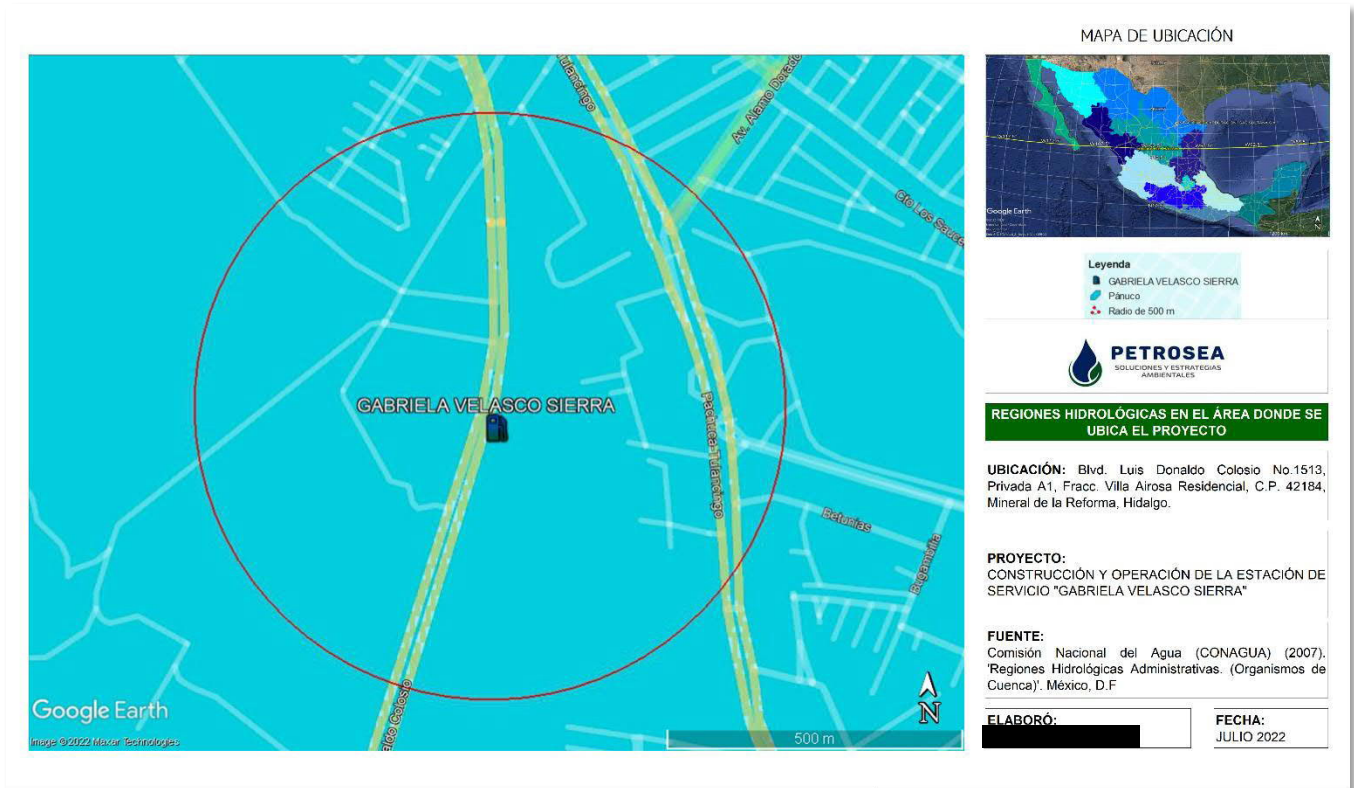 MAPA DE UBICACIÓN
Tulancingo
Av. Alamo Dorado
Cto Los Sauce
GABRIELA VELASCO SIERRA
Pachuca-Tulancingo
Betunias
Bugambilia
aldo Colosio
Google Earth
Image © 2022 Maxar Technologies
500 m
N
Google Earth
N
Leyenda
GABRIELA VELASCO SIERRA
Pánuco
Radio de 500 m
PETROSEA
SOLUCIONES Y ESTRATEGIAS
AMBIENTALES
REGIONES HIDROLÓGICAS EN EL ÁREA DONDE SE
UBICA EL PROYECTO
UBICACIÓN: Blvd. Luis Donaldo Colosio No.1513,
Privada A1, Fracc. Villa Airosa Residencial, C.P. 42184,
Mineral de la Reforma, Hidalgo.
PROYECTO:
CONSTRUCCIÓN Y OPERACIÓN DE LA ESTACIÓN DE
SERVICIO "GABRIELA VELASCO SIERRA"
FUENTE:
Comisión Nacional del Agua (CONAGUA) (2007).
'Regiones Hidrológicas Administrativas. (Organismos de
Cuenca)'. México, D.F
ELABORÓ:
FECHA:
JULIO 2022